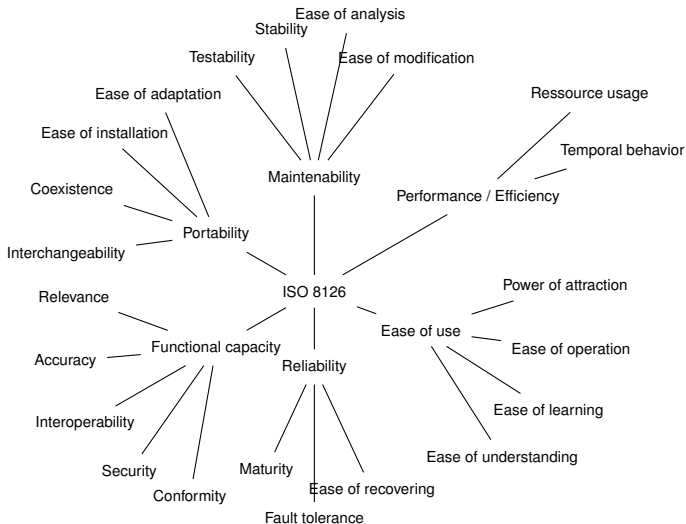 Ease of analysis
Stability
Testability
Ease of modification
Ease of adaptation
Ressource usage
Ease of installation
Temporal behavior
Maintenability
Coexistence
Performance / Efficiency
Portability
Interchangeability
Power of attraction
ISO 8126
Relevance
Ease of use
Functional capacity
Ease of operation
Accuracy
Reliability
Ease of learning
Interoperability
Ease of understanding
Security
Maturity
Ease of recovering
Conformity
Fault tolerance